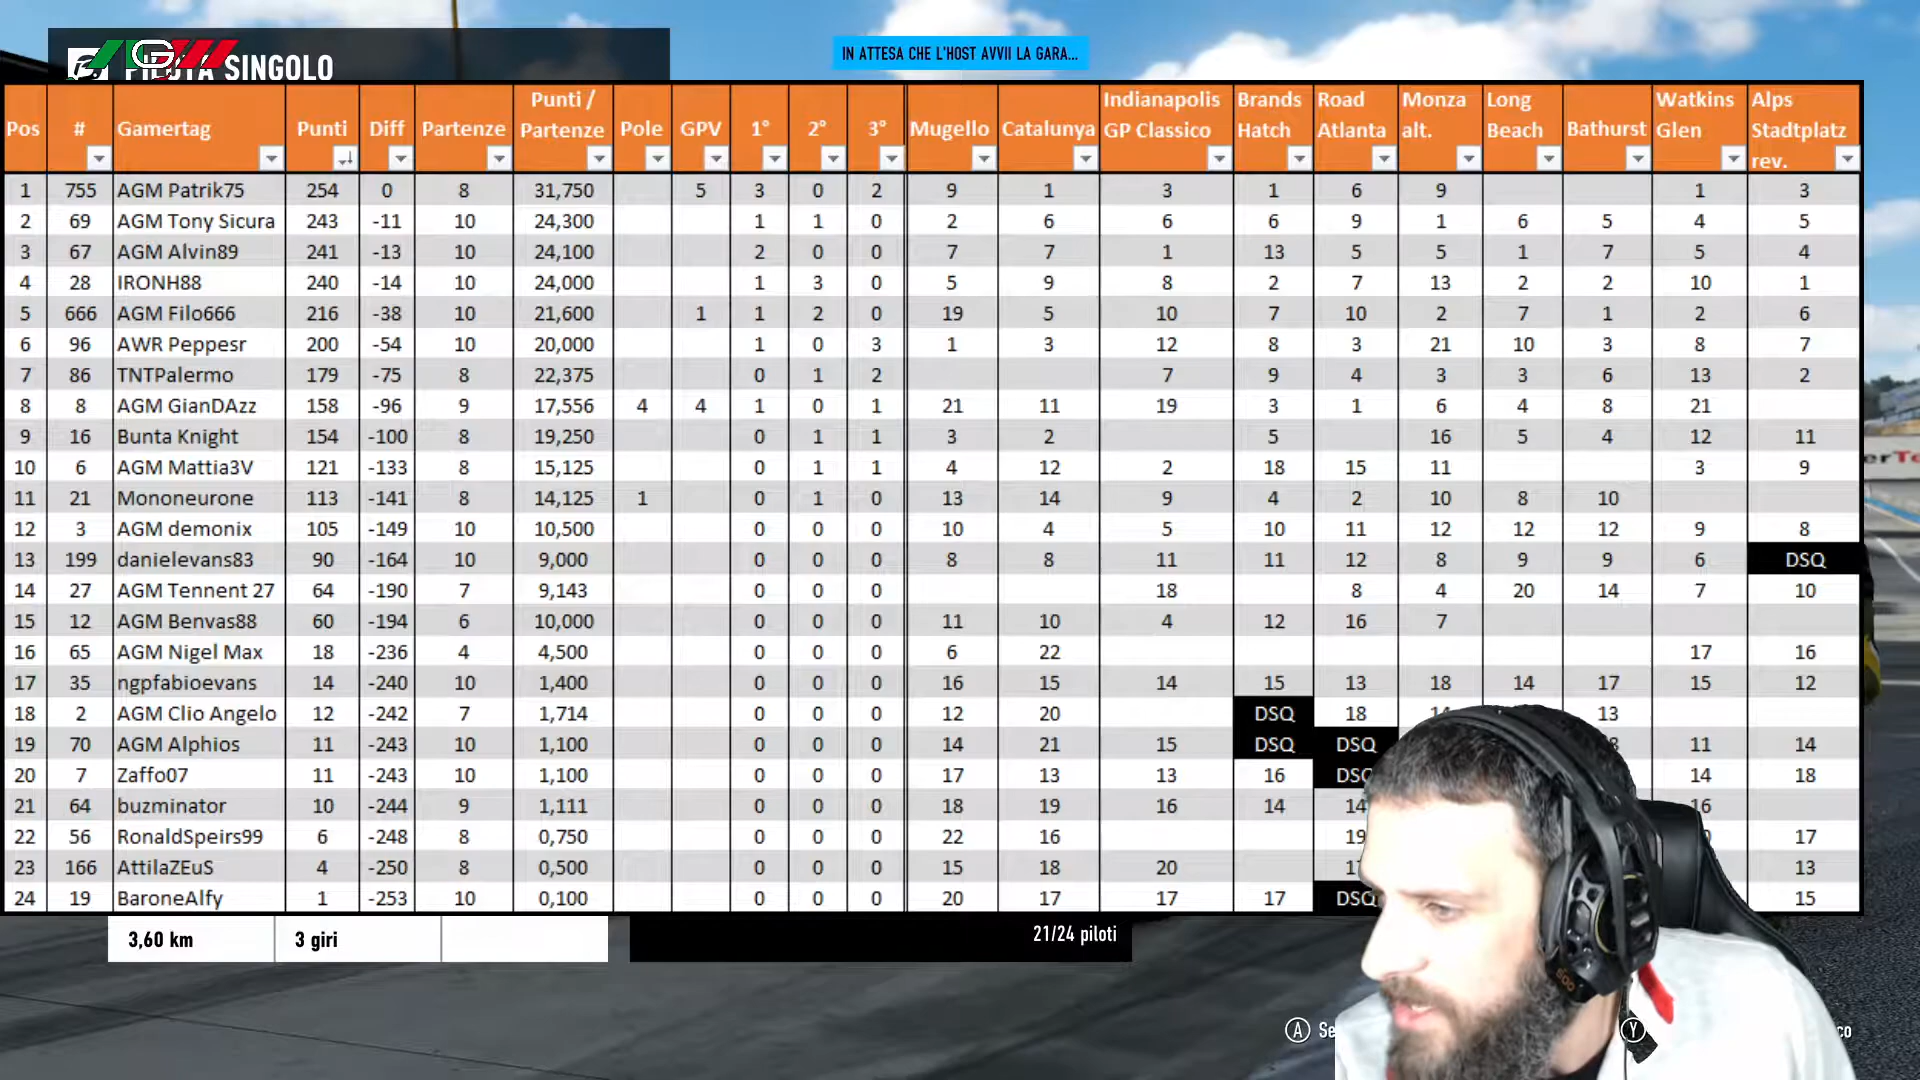 AGM
PILOTA SINGOLO
IN ATTESA CHE L'HOST AVVII LA GARA...
Pos # Gamertag Punti Diff Partenze Punti / Partenze Pole GPV 1° 2° 3° Mugello Catalunya Indianapolis GP Classico Brands Hatch Road Atlanta Monza alt. Long Beach Bathurst Watkins Glen Alps Stadtplatz rev.
1 755 AGM Patrik75 254 0 8 31,750 5 3 0 2 9 1 3 1 6 9 1 3
2 69 AGM Tony Sicura 243 -11 10 24,300 1 1 0 2 6 6 6 9 1 6 5 4 5
3 67 AGM Alvin89 241 -13 10 24,100 2 0 0 7 7 1 13 5 5 1 7 5 4
4 28 IRONH88 240 -14 10 24,000 1 3 0 5 9 8 2 7 13 2 2 10 1
5 666 AGM Filo666 216 -38 10 21,600 1 1 2 0 19 5 10 7 10 2 7 1 2 6
6 96 AWR Peppesr 200 -54 10 20,000 1 0 3 1 3 12 8 3 21 10 3 8 7
7 86 TNTPalermo 179 -75 8 22,375 0 1 2 7 9 4 3 3 6 13 2
8 8 AGM GianDAzz 158 -96 9 17,556 4 4 1 0 1 21 11 19 3 1 6 4 8 21
9 16 Bunta Knight 154 -100 8 19,250 0 1 1 3 2 5 16 5 4 12 11
10 6 AGM Mattia3V 121 -133 8 15,125 0 1 1 4 12 2 18 15 11 3 9
11 21 Mononeurone 113 -141 8 14,125 1 0 1 0 13 14 9 4 2 10 8 10
12 3 AGM demonix 105 -149 10 10,500 0 0 0 10 4 5 10 11 12 12 12 9 8
13 199 danielevans83 90 -164 10 9,000 0 0 0 8 8 11 11 12 8 9 9 6 DSQ
14 27 AGM Tennent 27 64 -190 7 9,143 0 0 0 18 8 4 20 14 7 10
15 12 AGM Benvas88 60 -194 6 10,000 0 0 0 11 10 4 12 16 7
16 65 AGM Nigel Max 18 -236 4 4,500 0 0 0 6 22 17 16
17 35 ngpfabioevans 14 -240 10 1,400 0 0 0 16 15 14 15 13 18 14 17 15 12
18 2 AGM Clio Angelo 12 -242 7 1,714 0 0 0 12 20 DSQ 18 13
19 70 AGM Alphios 11 -243 10 1,100 0 0 0 14 21 15 DSQ DSQ 11 14
20 7 Zaffo07 11 -243 10 1,100 0 0 0 17 13 13 16 DSQ 14 18
21 64 buzminator 10 -244 9 1,111 0 0 0 18 19 16 14 14 16
22 56 RonaldSpeirs99 6 -248 8 0,750 0 0 0 22 16 19 17
23 166 AttilaZEuS 4 -250 8 0,500 0 0 0 15 18 20 13
24 19 BaroneAlfy 1 -253 10 0,100 0 0 0 20 17 17 17 DSQ 15
3,60 km 3 giri 21/24 piloti
A Se Y co